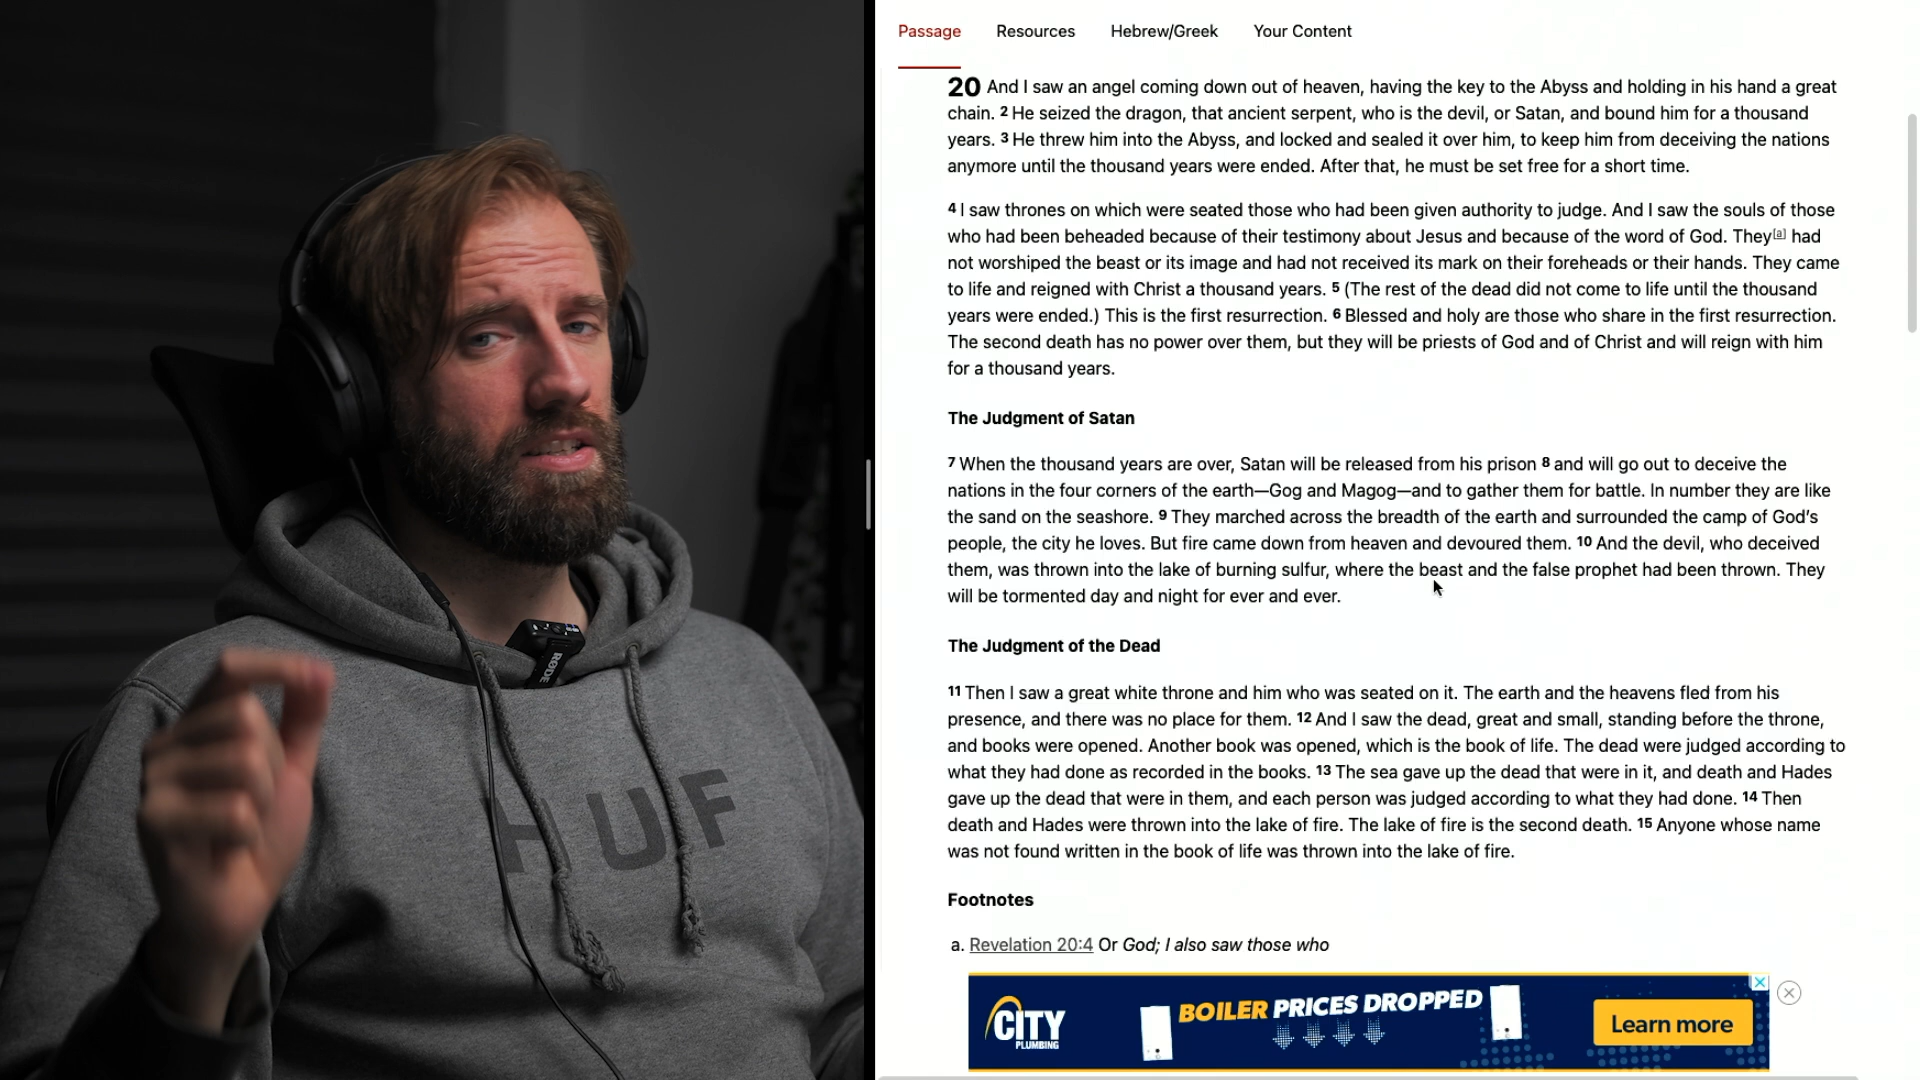 Passage Resources Hebrew/Greek Your Content
20 And I saw an angel coming down out of heaven, having the key to the Abyss and holding in his hand a great
chain. 2 He seized the dragon, that ancient serpent, who is the devil, or Satan, and bound him for a thousand
years. 3 He threw him into the Abyss, and locked and sealed it over him, to keep him from deceiving the nations
anymore until the thousand years were ended. After that, he must be set free for a short time.
4 I saw thrones on which were seated those who had been given authority to judge. And I saw the souls of those
who had been beheaded because of their testimony about Jesus and because of the word of God. They[a] had
not worshiped the beast or its image and had not received its mark on their foreheads or their hands. They came
to life and reigned with Christ a thousand years. 5 (The rest of the dead did not come to life until the thousand
years were ended.) This is the first resurrection. 6 Blessed and holy are those who share in the first resurrection.
The second death has no power over them, but they will be priests of God and of Christ and will reign with him
for a thousand years.
The Judgment of Satan
7 When the thousand years are over, Satan will be released from his prison 8 and will go out to deceive the
nations in the four corners of the earth—Gog and Magog—and to gather them for battle. In number they are like
the sand on the seashore. 9 They marched across the breadth of the earth and surrounded the camp of God's
people, the city he loves. But fire came down from heaven and devoured them. 10 And the devil, who deceived
them, was thrown into the lake of burning sulfur, where the beast and the false prophet had been thrown. They
will be tormented day and night for ever and ever.
The Judgment of the Dead
11 Then I saw a great white throne and him who was seated on it. The earth and the heavens fled from his
presence, and there was no place for them. 12 And I saw the dead, great and small, standing before the throne,
and books were opened. Another book was opened, which is the book of life. The dead were judged according to
what they had done as recorded in the books. 13 The sea gave up the dead that were in it, and death and Hades
gave up the dead that were in them, and each person was judged according to what they had done. 14 Then
death and Hades were thrown into the lake of fire. The lake of fire is the second death. 15 Anyone whose name
was not found written in the book of life was thrown into the lake of fire.
Footnotes
a. Revelation 20:4 Or God; I also saw those who
CITY
PLUMBING
BOILER PRICES DROPPED
Learn more
RØDE
HUF